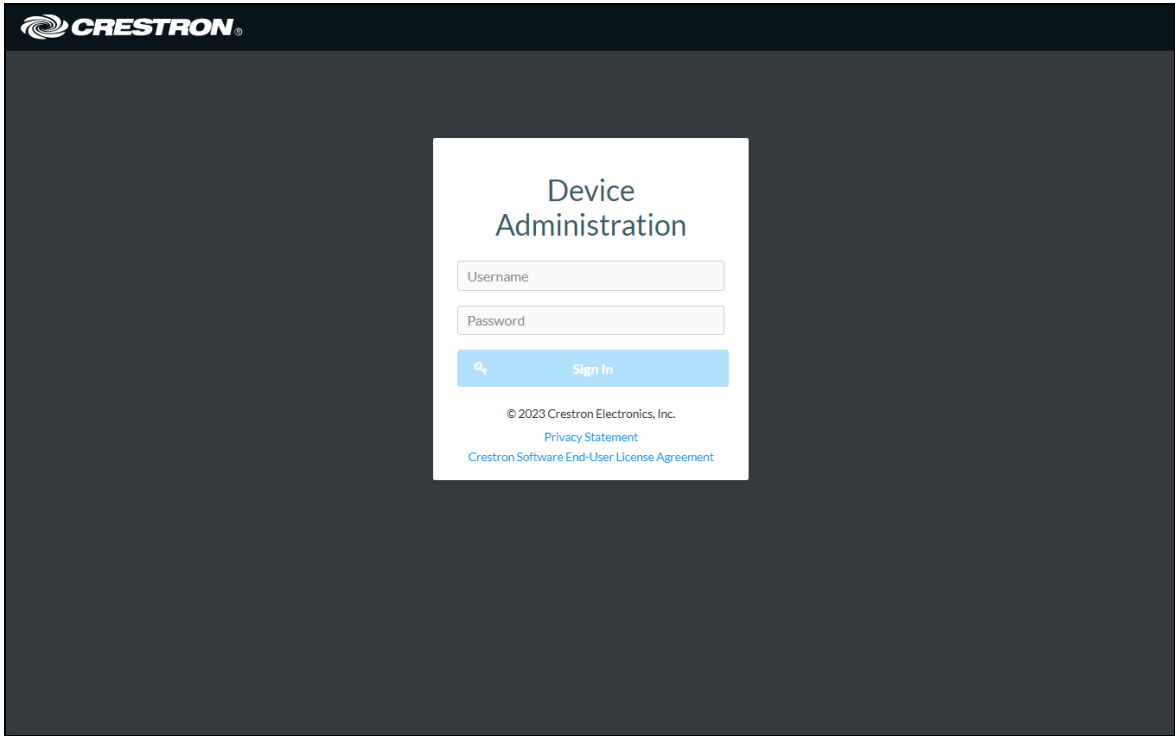 CRESTRON®
Device
Administration
Username
Password
Sign In
© 2023 Crestron Electronics, Inc.
Privacy Statement
Crestron Software End-User License Agreement